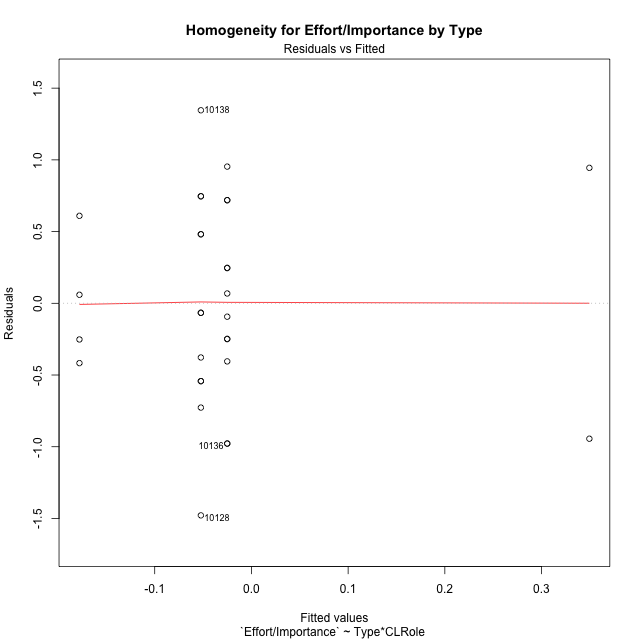 Homogeneity for Effort/Importance by Type
Residuals vs Fitted
1.5
1.0
0.5
0.0
-0.5
-1.0
-1.5
Residuals
10138
10136
10128
-0.1 0.0 0.1 0.2 0.3
Fitted values
`Effort/Importance` ~ Type*CLRole